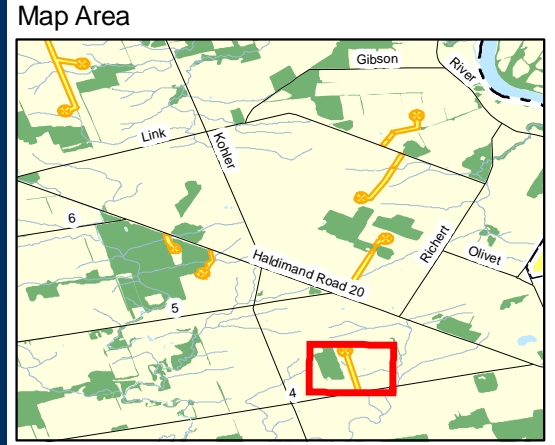 Map Area
Gibson
River
Link
Kohler
6
Richert
Olivet
Haldimand Road 20
5
4